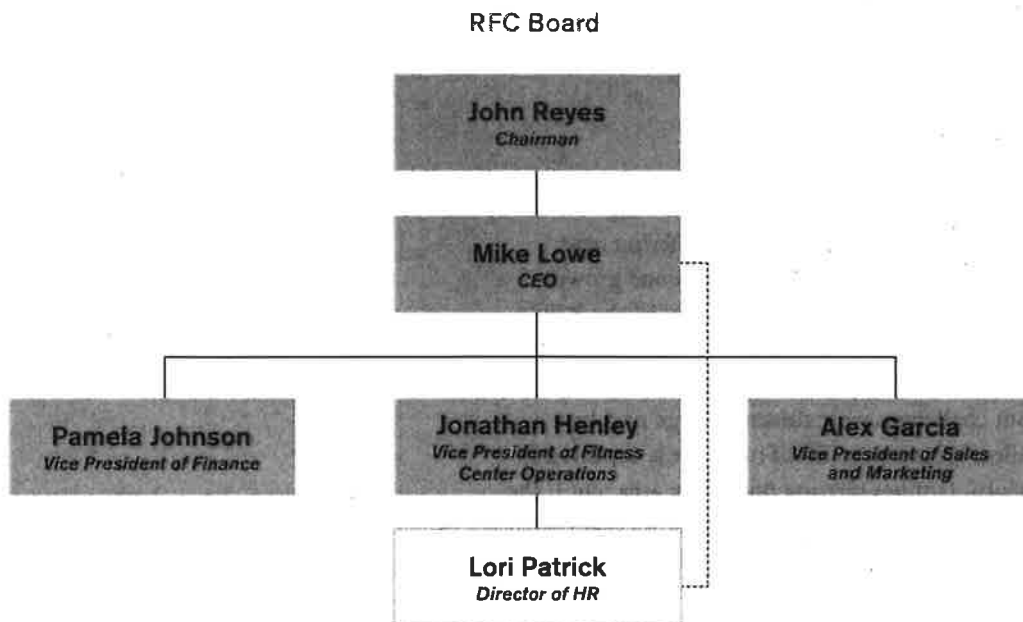 RFC Board
John Reyes
Chairman
Mike Lowe
CEO
Pamela Johnson
Vice President of Finance
Jonathan Henley
Vice President of Fitness
Center Operations
Alex Garcia
Vice President of Sales
and Marketing
Lori Patrick
Director of HR